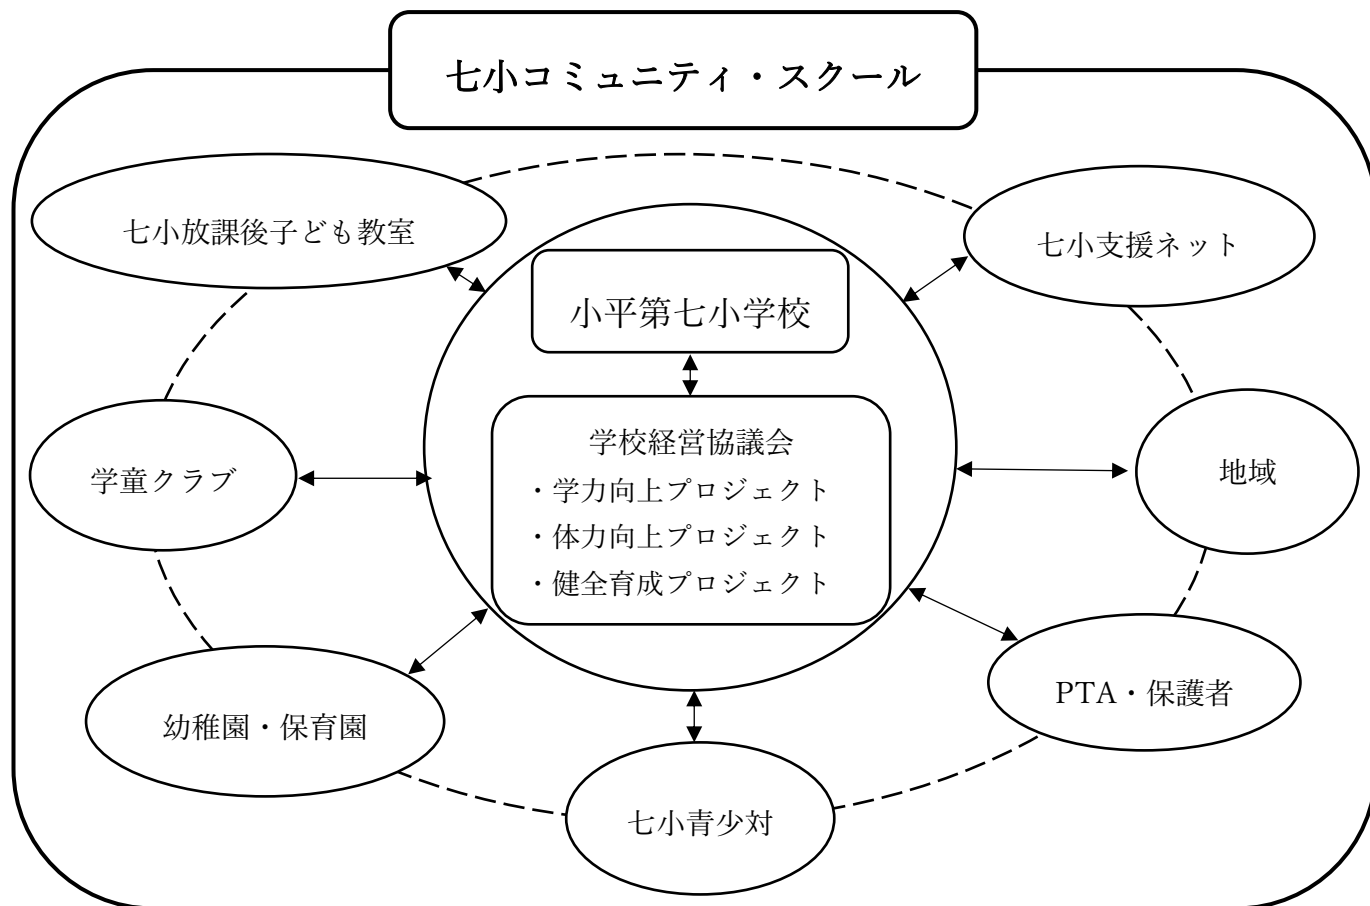 七小コミュニティ・スクール
七小放課後子ども教室
七小支援ネット
小平第七小学校
学校経営協議会
・学力向上プロジェクト
・体力向上プロジェクト
・健全育成プロジェクト
学童クラブ
地域
幼稚園・保育園
PTA・保護者
七小青少対